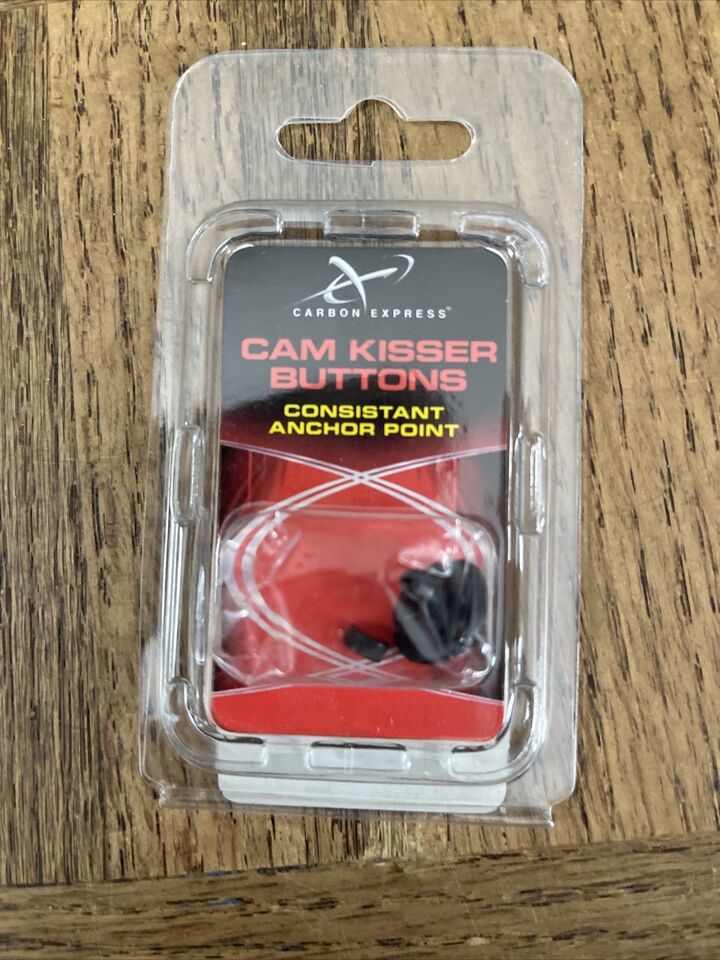 CARBON EXPRESS®
CAM KISSER
BUTTONS
CONSISTANT
ANCHOR POINT